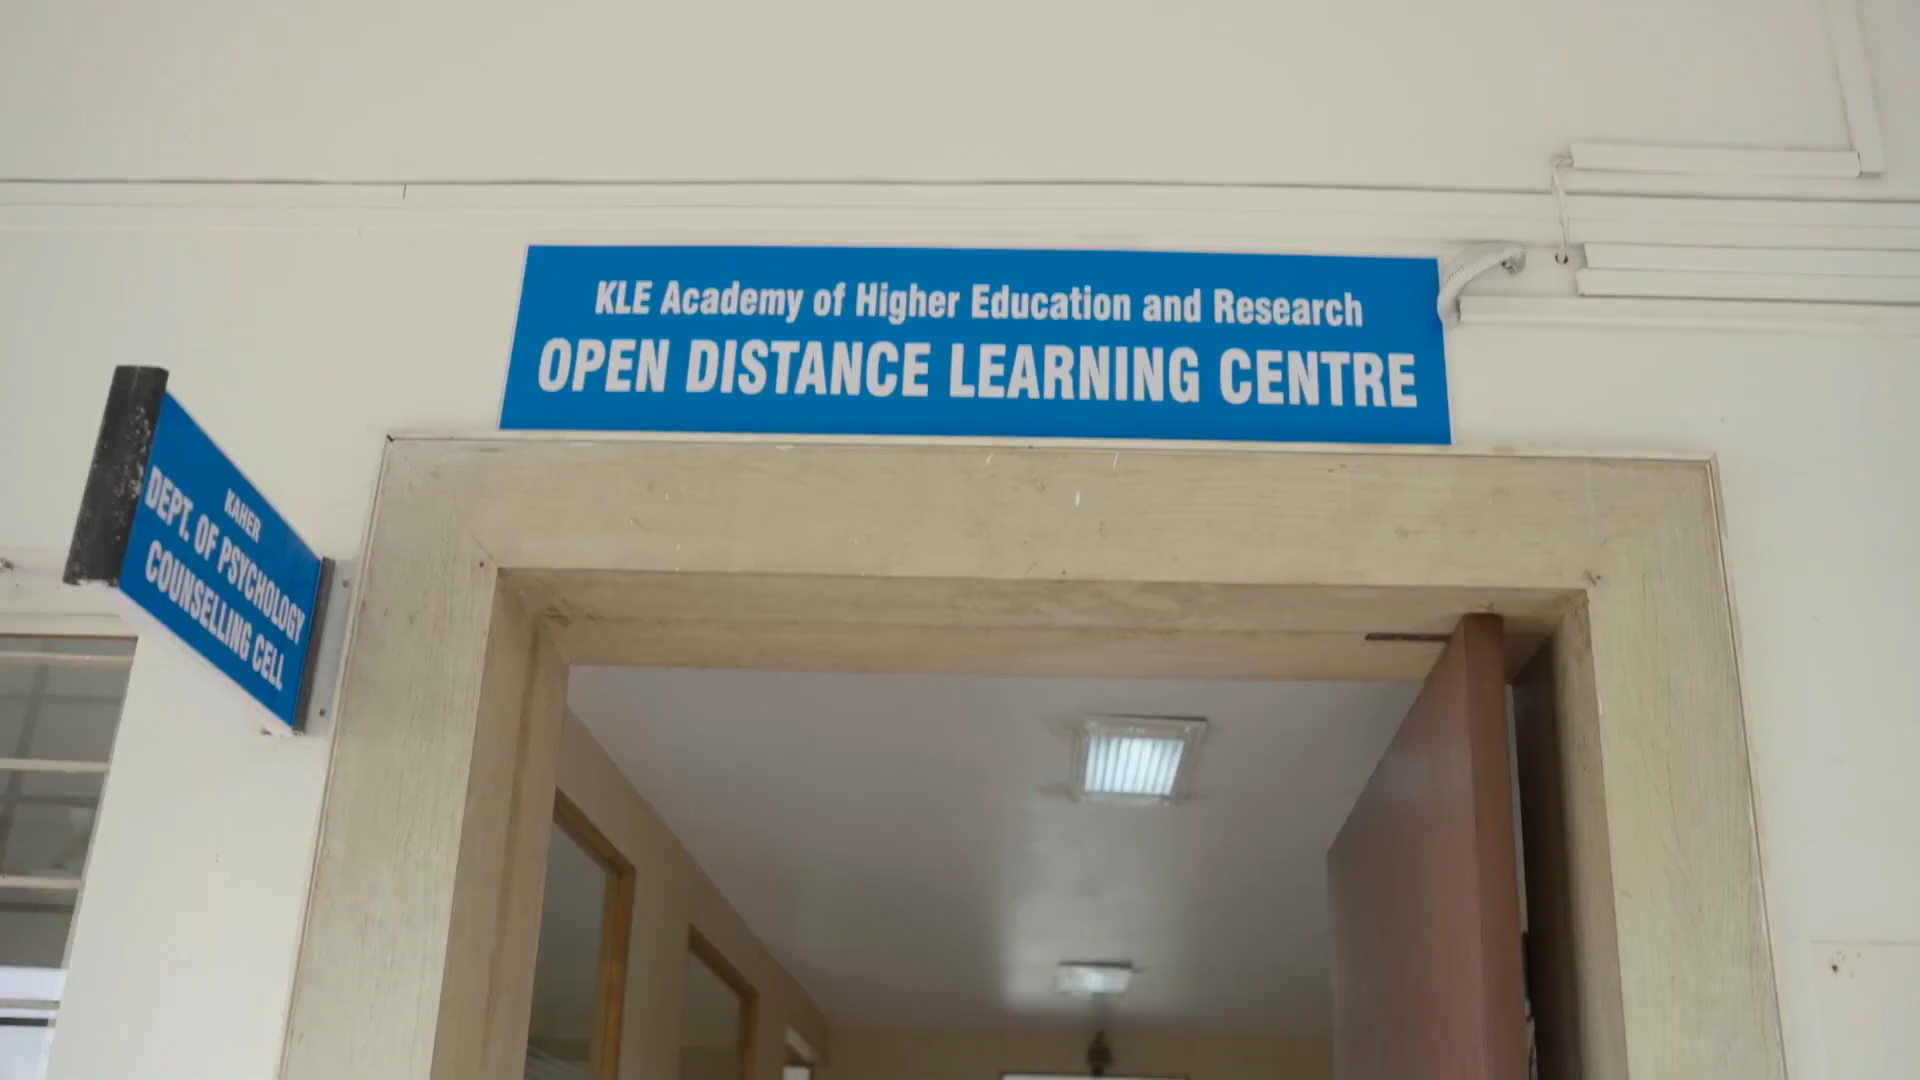 KLE Academy of Higher Education and Research
OPEN DISTANCE LEARNING CENTRE
KAHER
DEPT. OF PSYCHOLOGY
COUNSELLING CELL